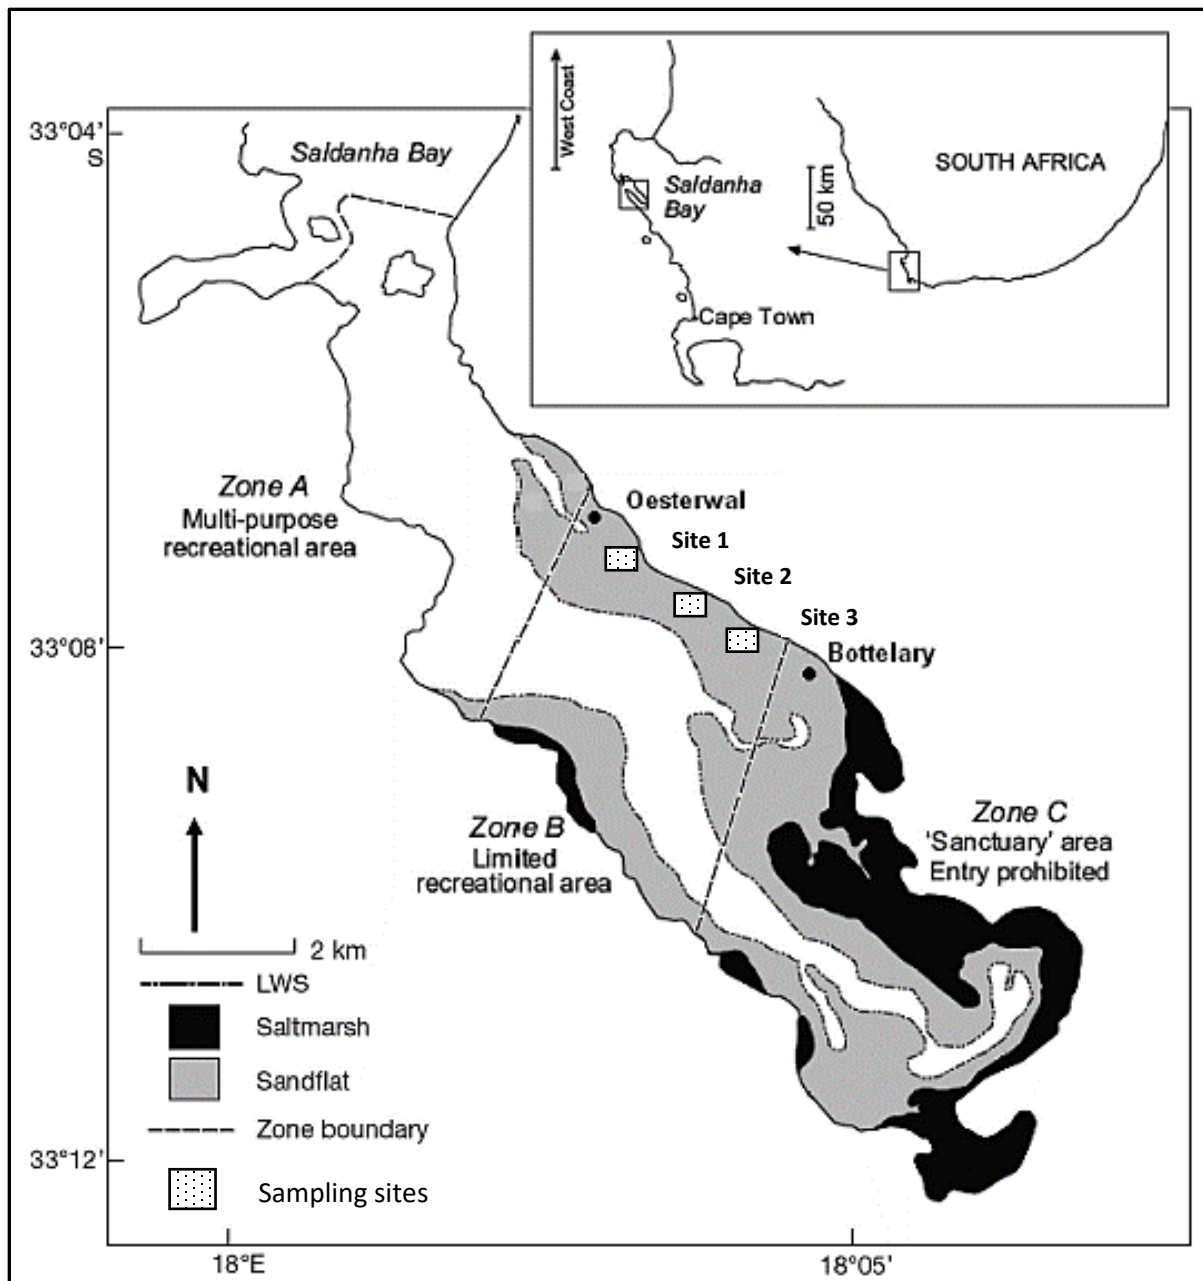 33°04'
S
Saldanha Bay
West Coast
Saldanha
Bay
Cape Town
50 km
SOUTH AFRICA
Zone A
Multi-purpose
recreational area
Oesterwal
Site 1
Site 2
Site 3
33°08'
Bottelary
N
Zone B
Limited
recreational area
Zone C
'Sanctuary' area
Entry prohibited
2 km
LWS
Saltmarsh
Sandflat
Zone boundary
Sampling sites
33°12'
18°E
18°05'